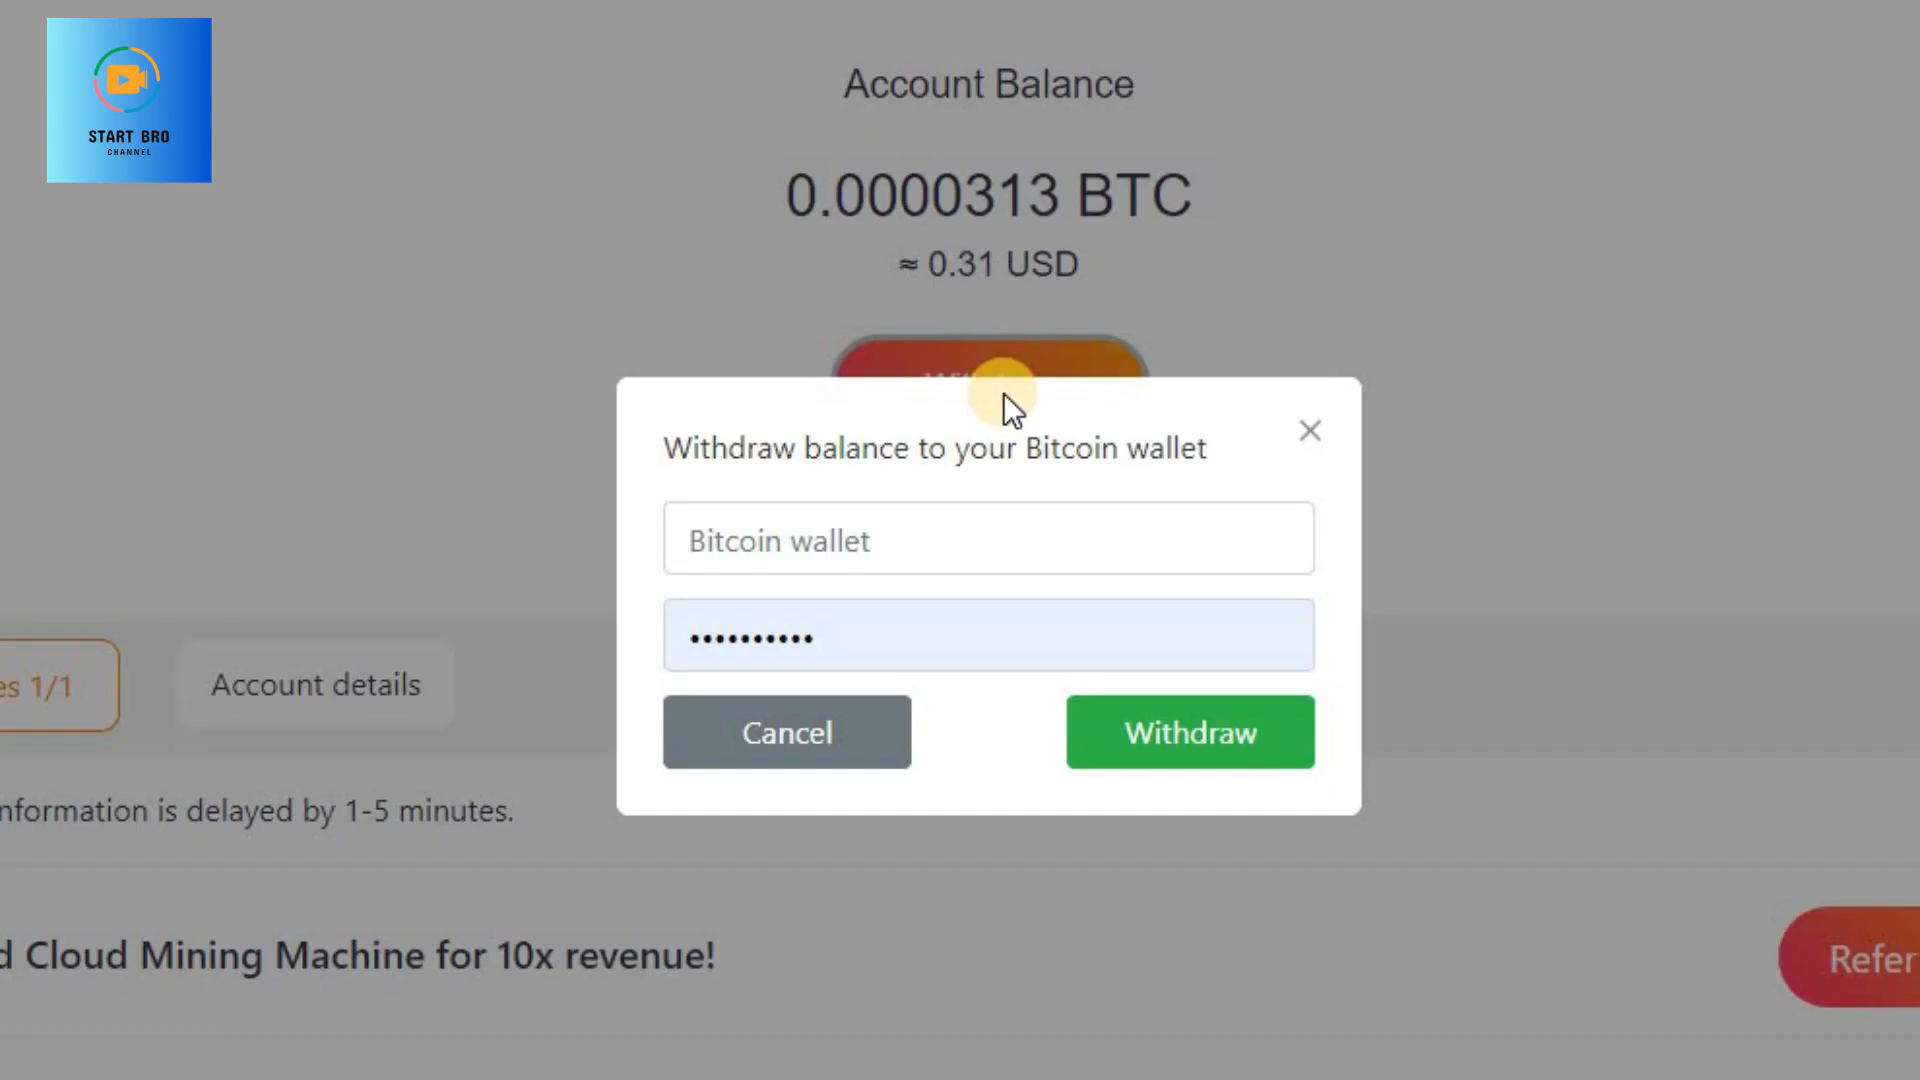 START BRO
CHANNEL
Account Balance
0.0000313 BTC
≈ 0.31 USD
Withdraw balance to your Bitcoin wallet
Bitcoin wallet
••••••••••
Cancel
Withdraw
es 1/1
Account details
nformation is delayed by 1-5 minutes.
d Cloud Mining Machine for 10x revenue!
Refer